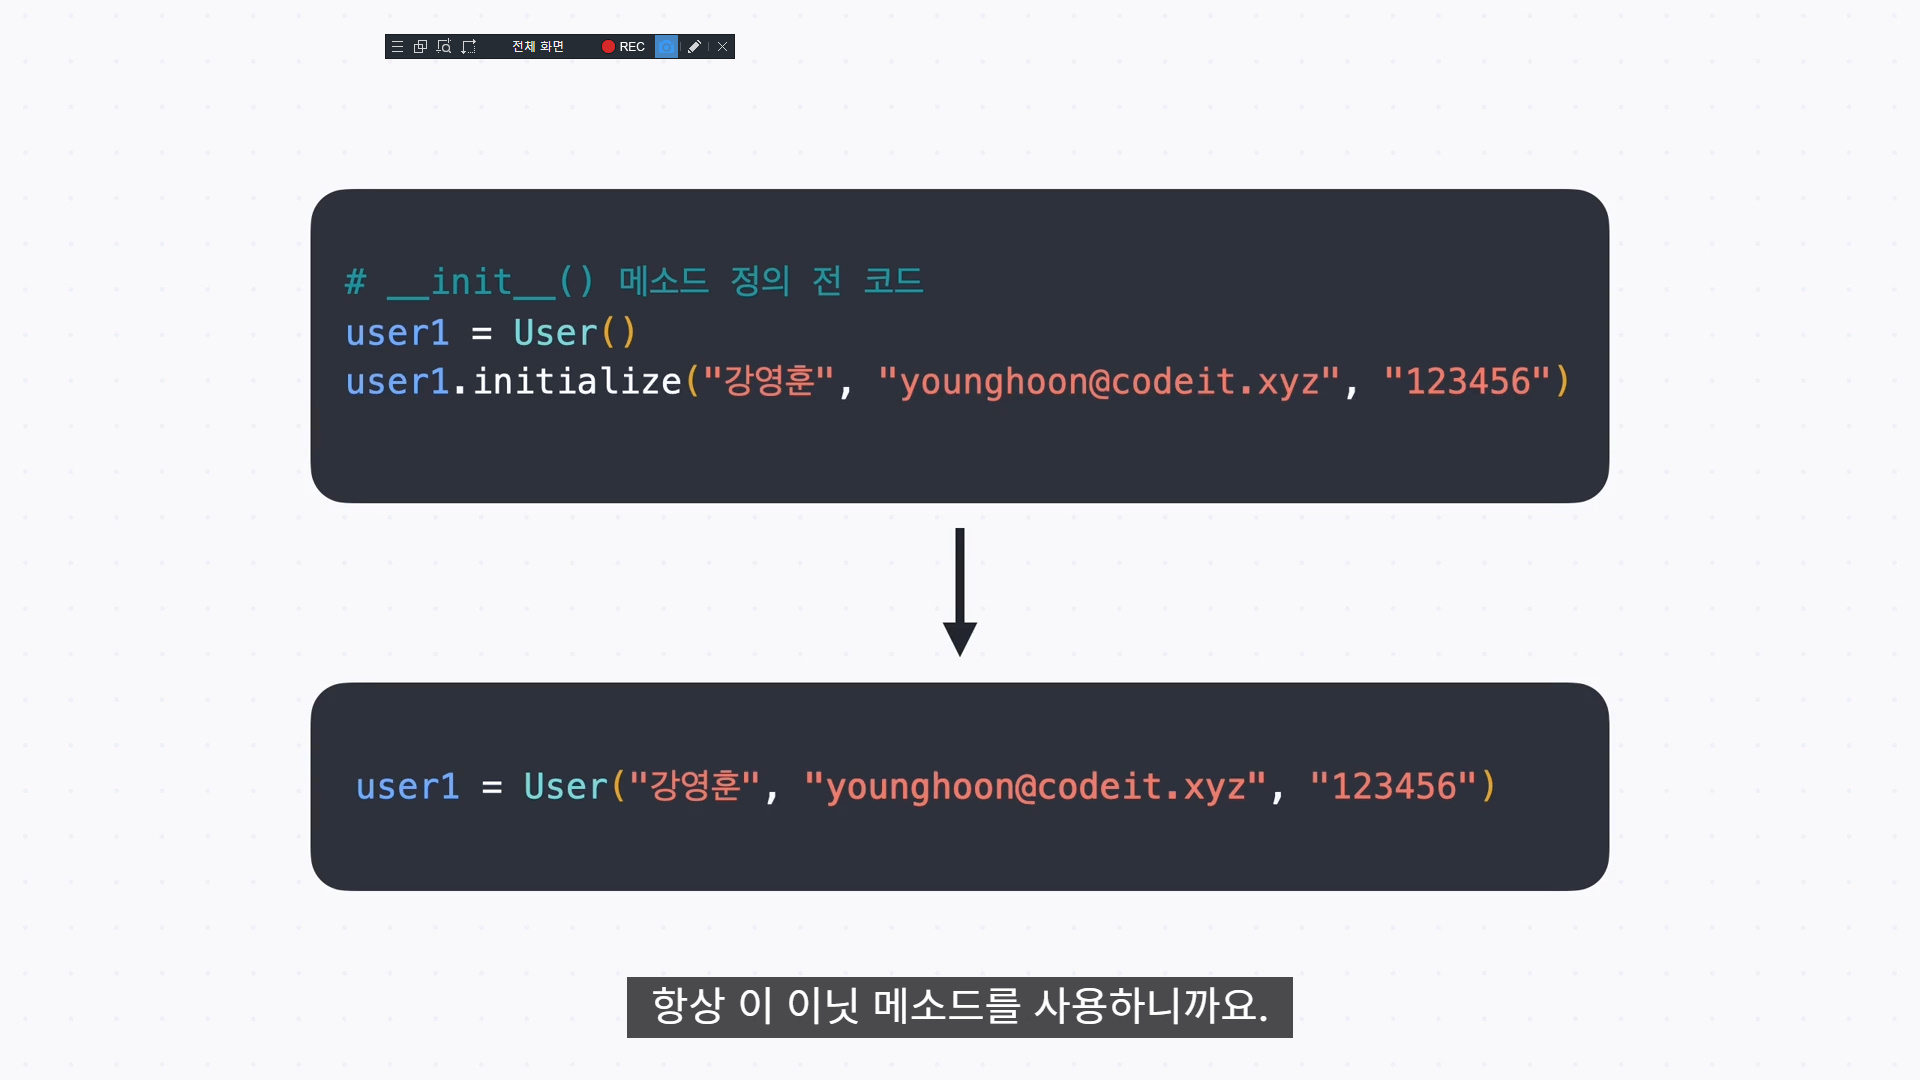 전체 화면 REC
# __init__() 메소드 정의 전 코드
user1 = User()
user1.initialize("강영훈", "younghoon@codeit.xyz", "123456")
user1 = User("강영훈", "younghoon@codeit.xyz", "123456")
항상 이 이닛 메소드를 사용하니까요.